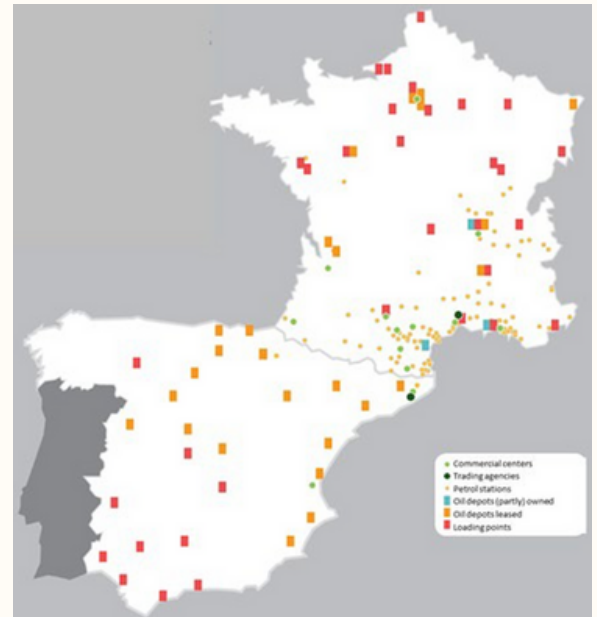 Commercial centers
Trading agencies
Petrol stations
Oil depots (partly) owned
Oil depots leased
Loading points